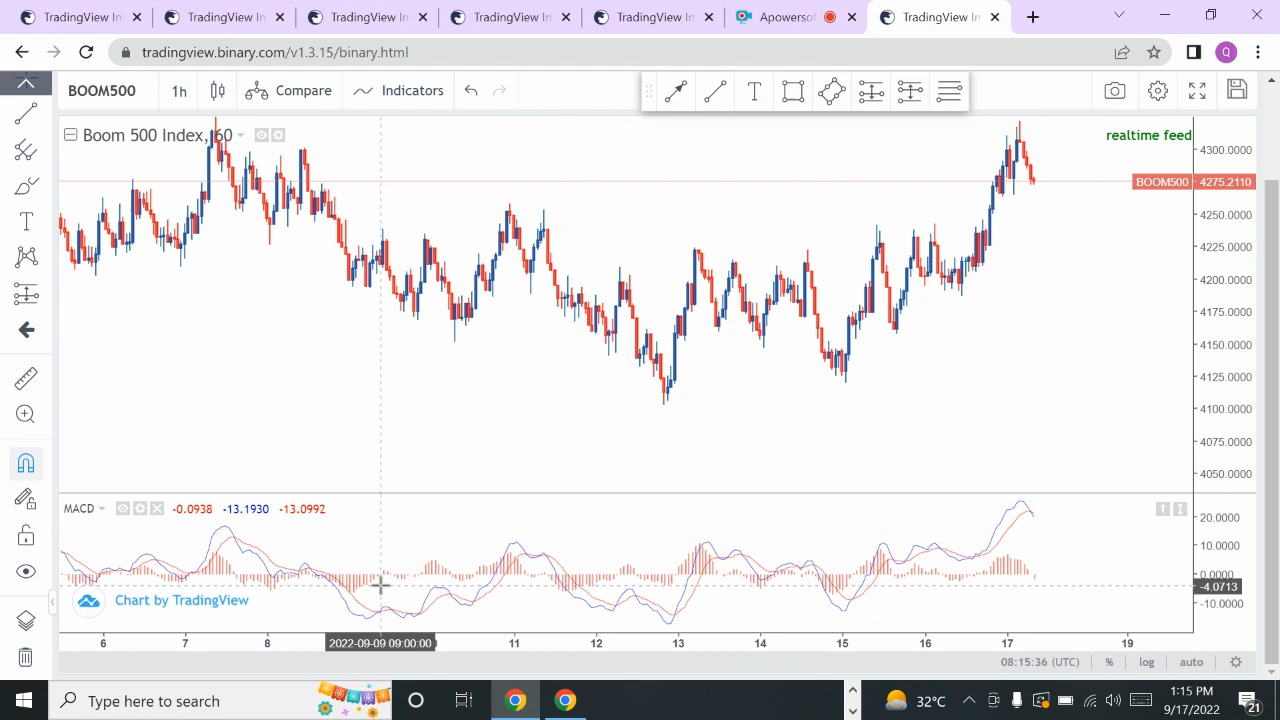 TradingView In
TradingView In
TradingView In
TradingView In
TradingView In
Apowersof
TradingView In
tradingview.binary.com/v1.3.15/binary.html
Q
BOOM500
1h
Compare
Indicators
T
Boom 500 Index, 60
realtime feed
4300.0000
BOOM500
4275.2110
4250.0000
4225.0000
4200.0000
4175.0000
4150.0000
4125.0000
4100.0000
4075.0000
4050.0000
MACD
-0.0938
-13.1930
-13.0992
20.0000
10.0000
0.0000
-4.0713
-10.0000
Chart by TradingView
6
7
8
2022-09-09 09:00:00
11
12
13
14
15
16
17
19
08:15:36 (UTC)
%
log
auto
Type here to search
32°C
1:15 PM
9/17/2022
21